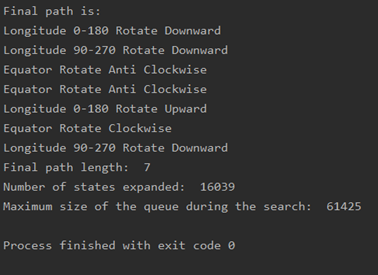 Final path is:
Longitude 0-180 Rotate Downward
Longitude 90-270 Rotate Downward
Equator Rotate Anti Clockwise
Equator Rotate Anti Clockwise
Longitude 0-180 Rotate Upward
Equator Rotate Clockwise
Longitude 90-270 Rotate Downward
Final path length:  7
Number of states expanded:  16039
Maximum size of the queue during the search:  61425
Process finished with exit code 0